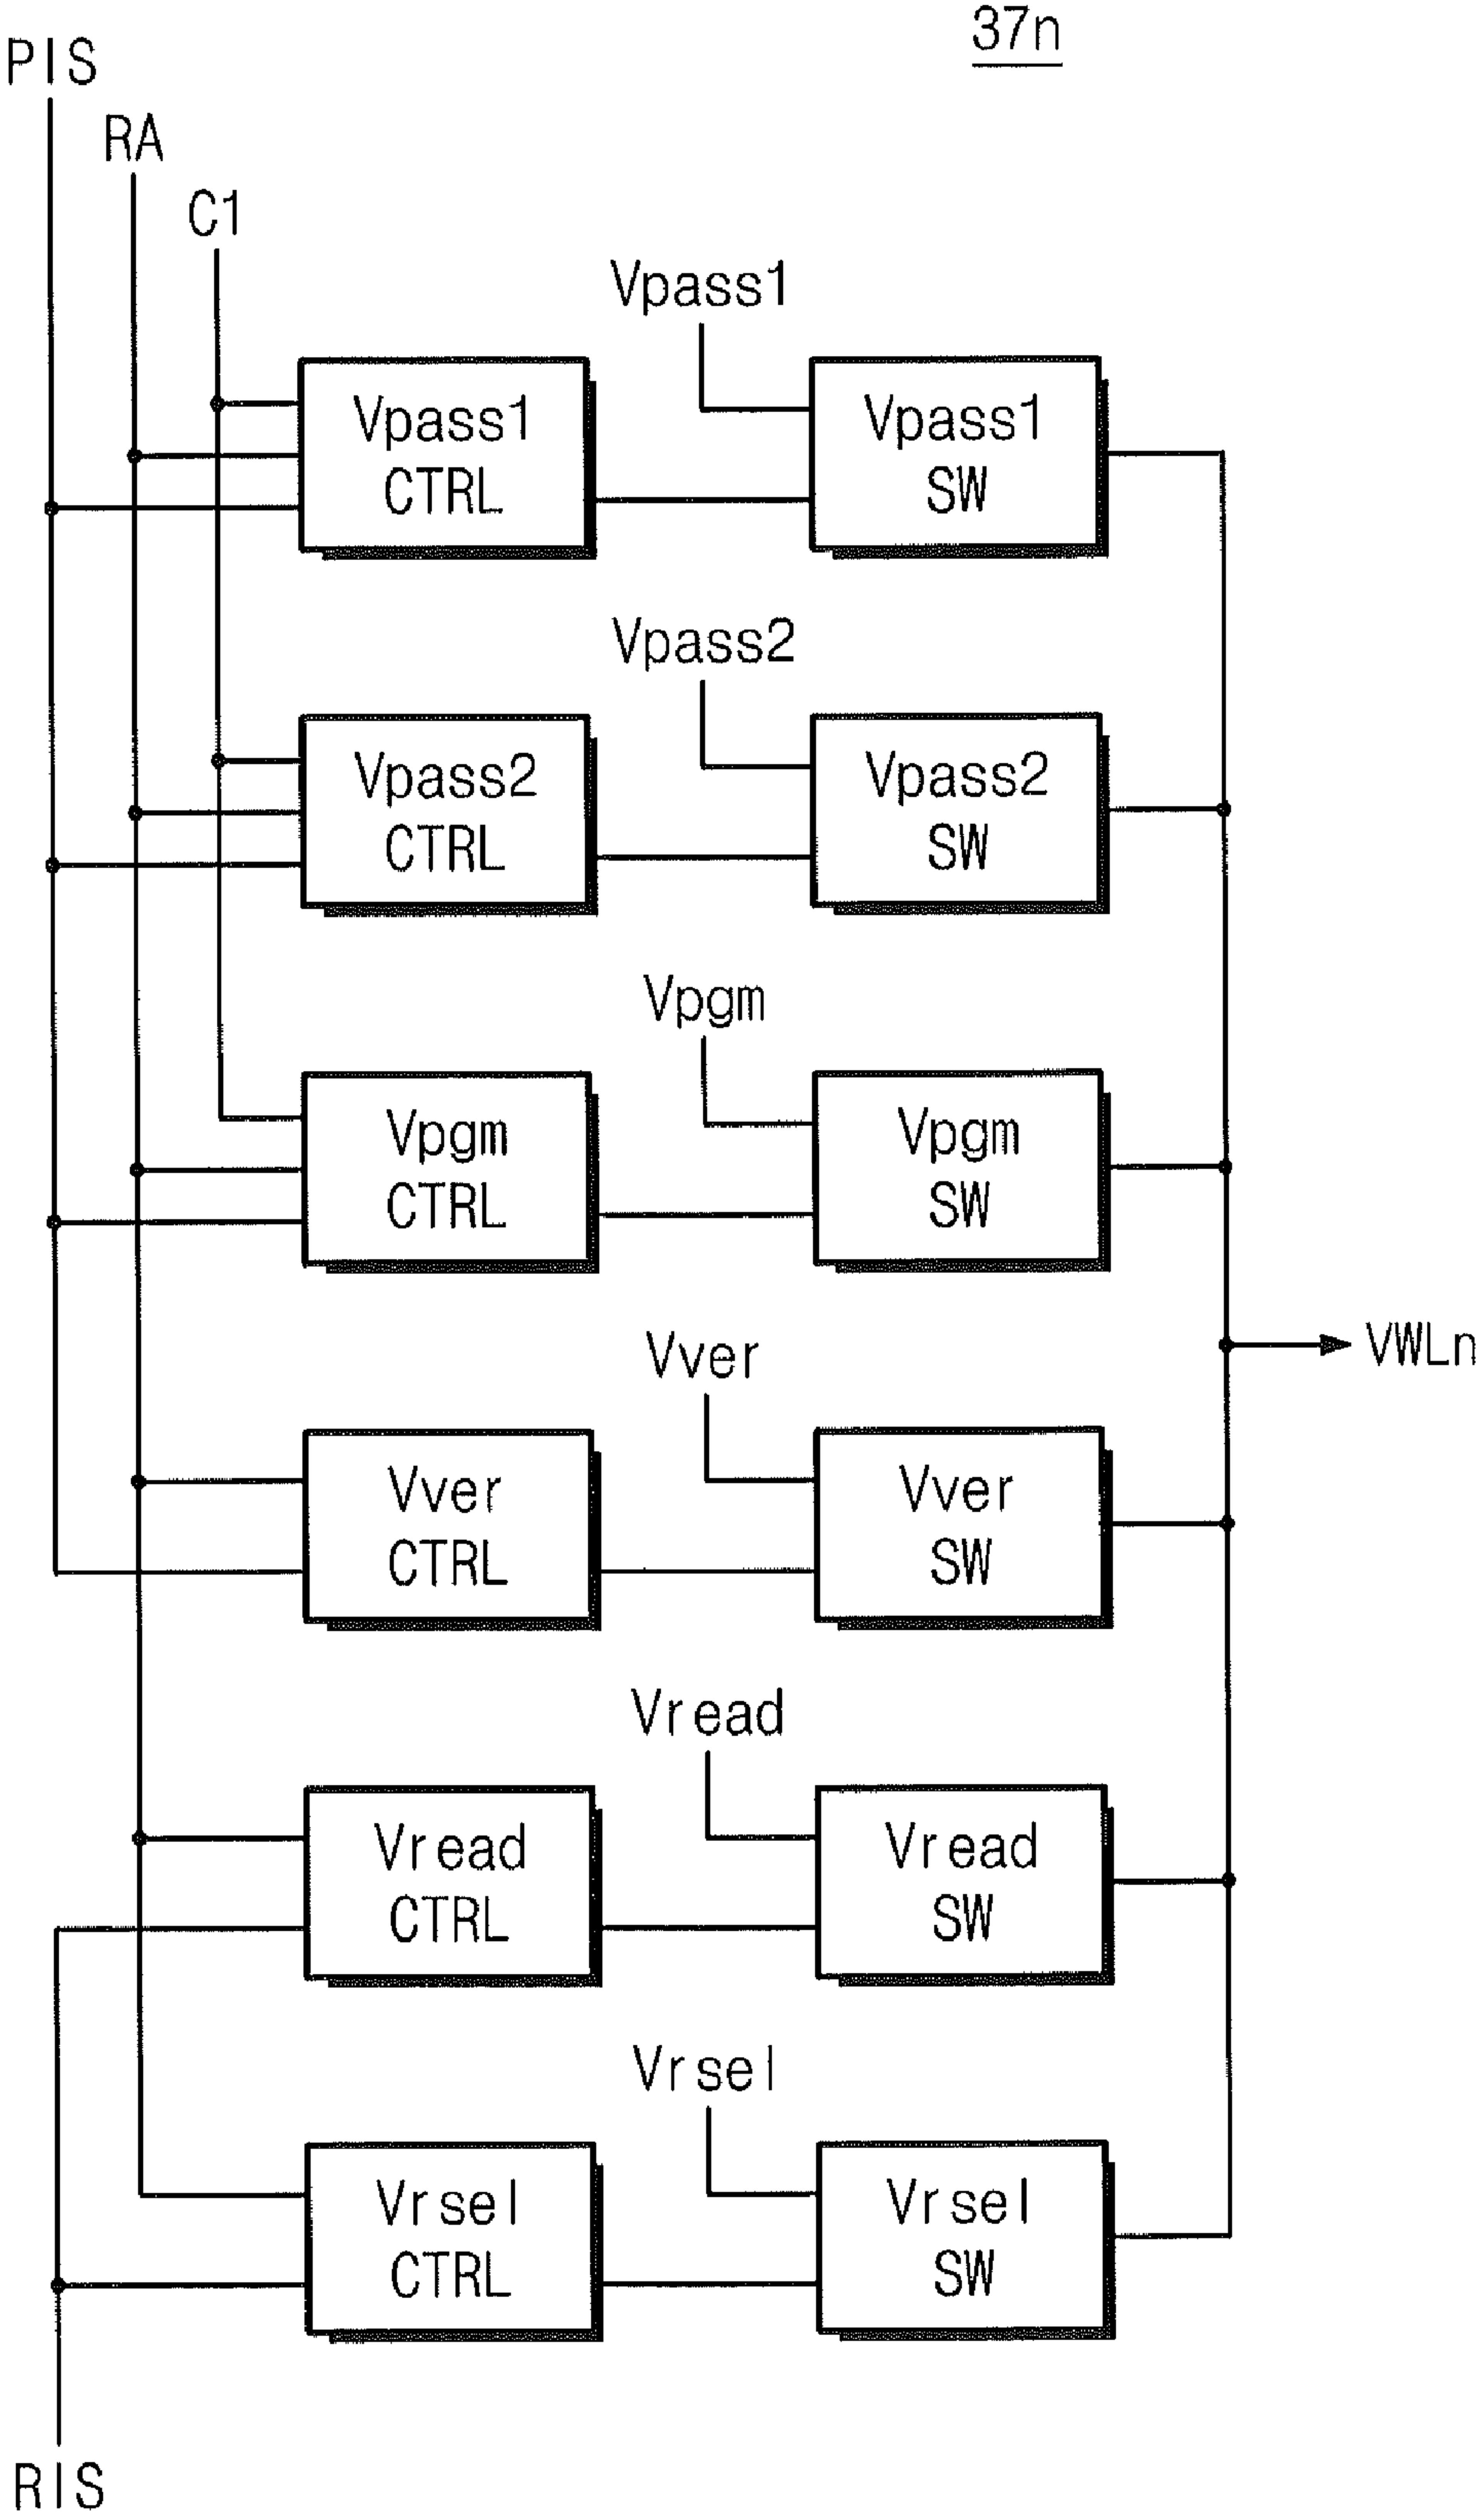 37n
PIS
RA
C1
Vpass1
Vpass1
CTRL
Vpass1
SW
Vpass2
Vpass2
CTRL
Vpass2
SW
Vpgm
Vpgm
CTRL
Vpgm
SW
VWLn
Vver
Vver
CTRL
Vver
SW
Vread
Vread
CTRL
Vread
SW
Vrsel
Vrsel
CTRL
Vrsel
SW
RIS